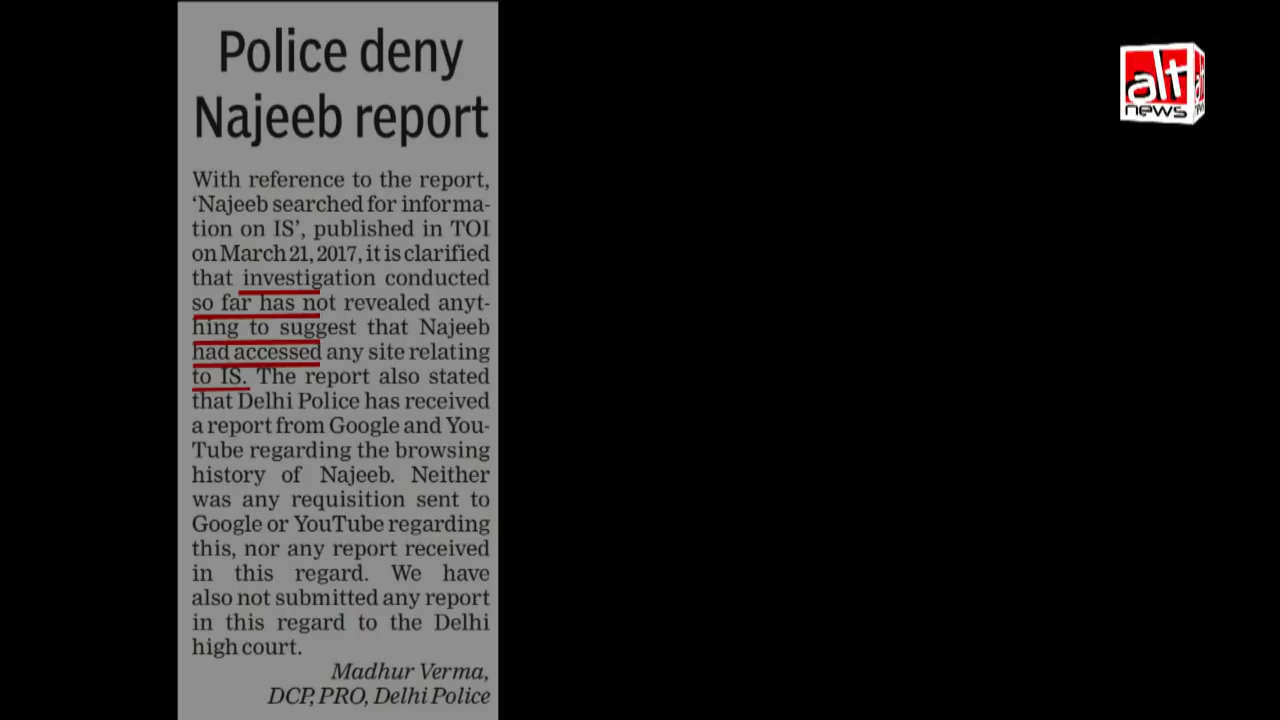 Police deny
Najeeb report
With reference to the report,
‘Najeeb searched for informa-
tion on IS’, published in TOI
on March 21, 2017, it is clarified
that investigation conducted
so far has not revealed anyt-
hing to suggest that Najeeb
had accessed any site relating
to IS. The report also stated
that Delhi Police has received
a report from Google and You-
Tube regarding the browsing
history of Najeeb. Neither
was any requisition sent to
Google or YouTube regarding
this, nor any report received
in this regard. We have
also not submitted any report
in this regard to the Delhi
high court.
Madhur Verma,
DCP, PRO, Delhi Police
alt
news